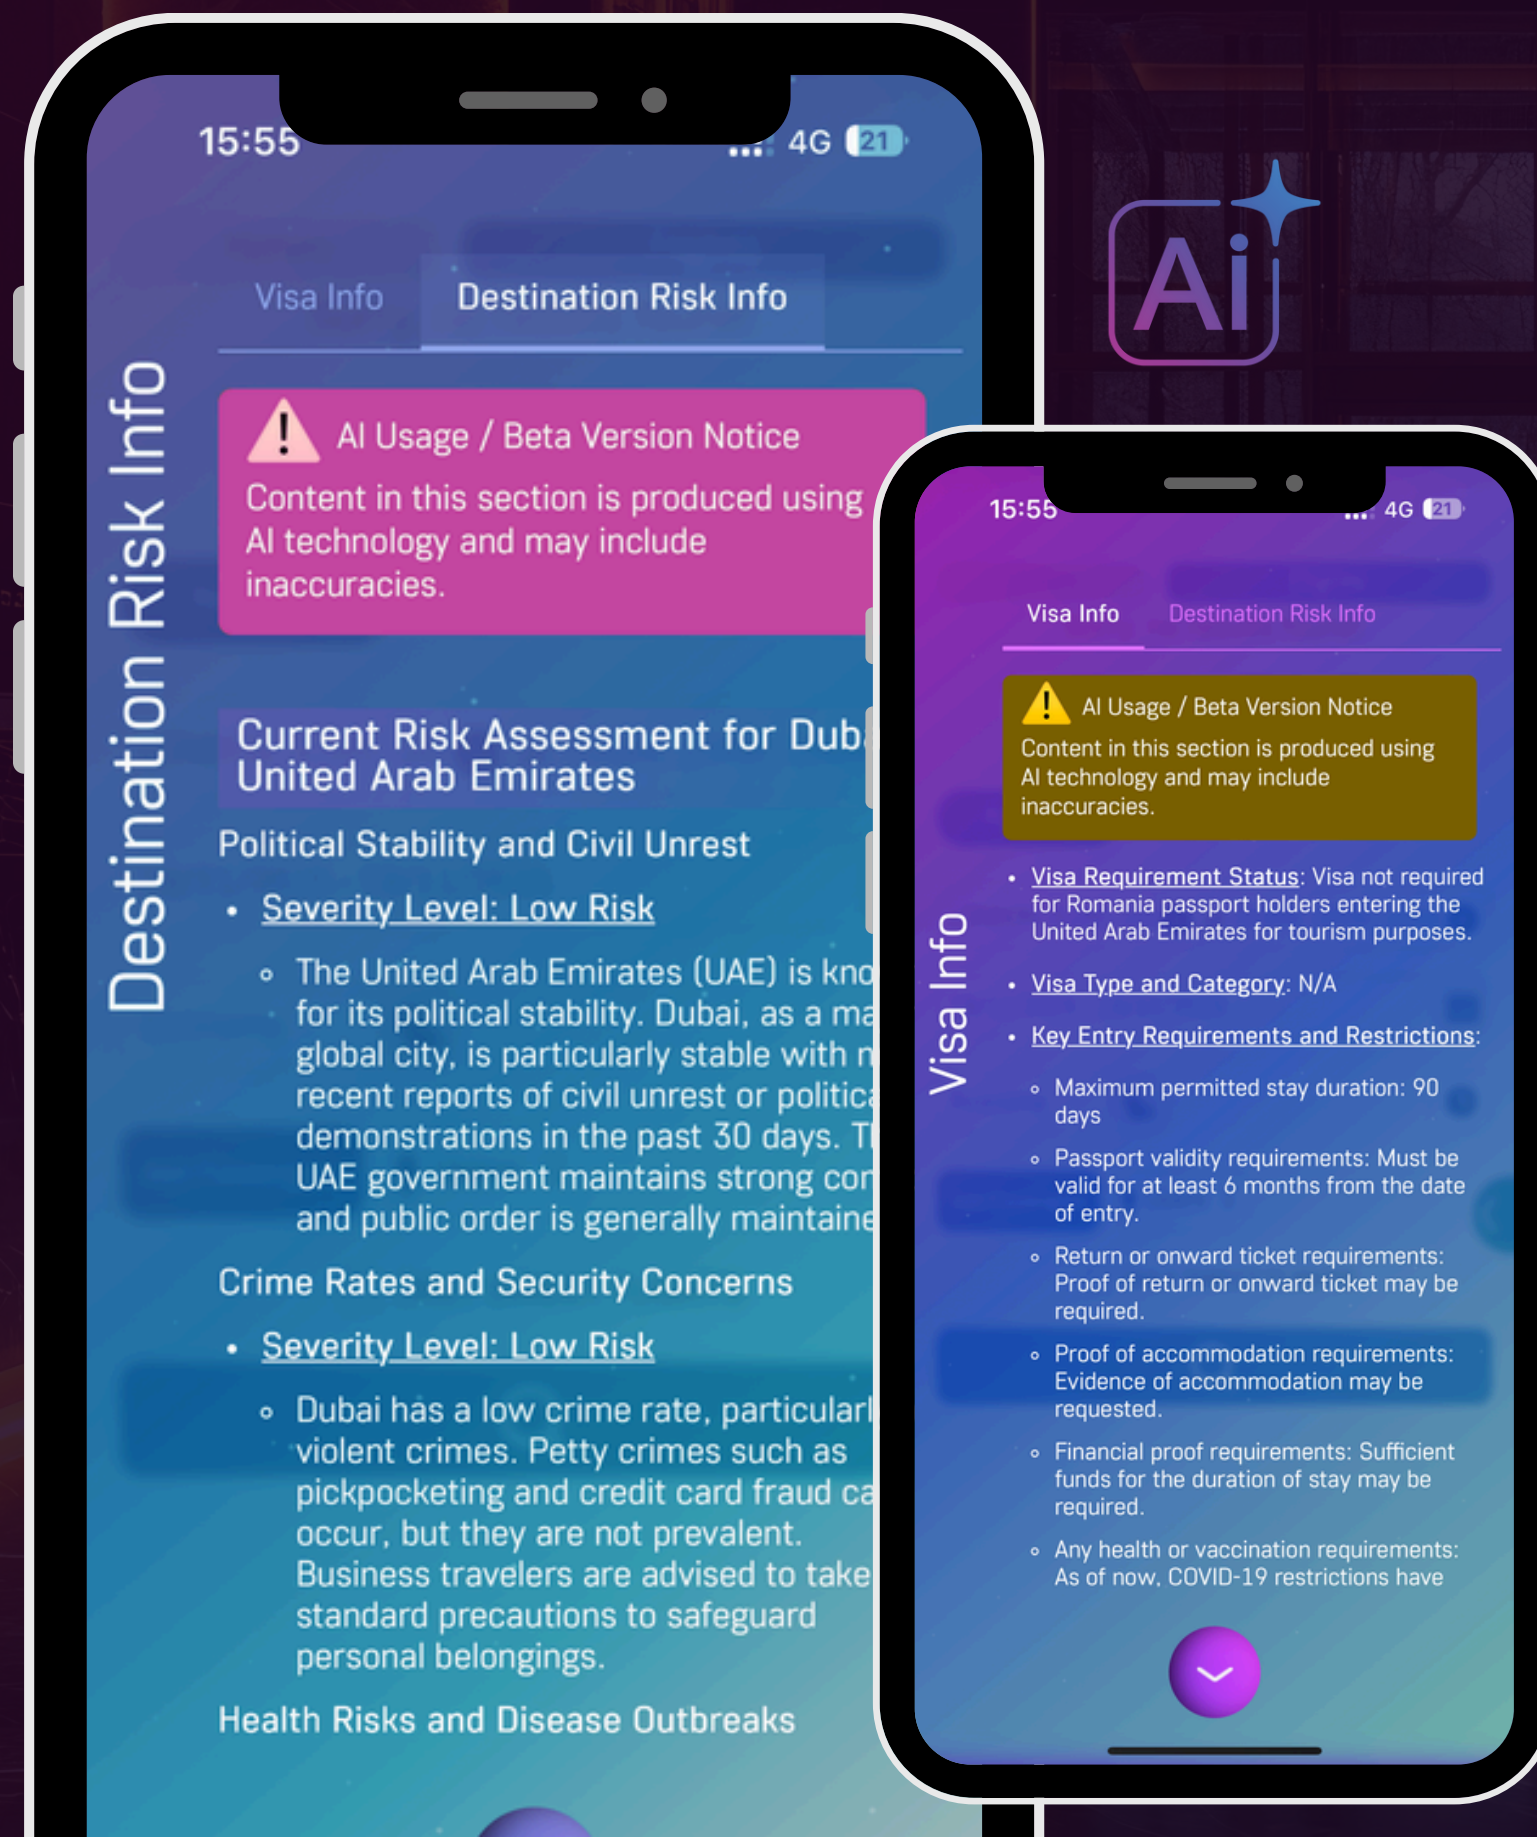 15:55
4G 21
Visa Info
Destination Risk Info
Destination Risk Info
AI Usage / Beta Version Notice
Content in this section is produced using
AI technology and may include
inaccuracies.
Current Risk Assessment for
United Arab Emirates
Political Stability and Civil Unrest
• Severity Level: Low Risk
The United Arab Emirates (UAE) is
for its political stability. Dubai, as a
global city, is particularly stable with
recent reports of civil unrest or
demonstrations in the past 30 days.
UAE government maintains strong
and public order is generally
Crime Rates and Security Concerns
• Severity Level: Low Risk
Dubai has a low crime rate,
violent crimes. Petty crimes such as
pickpocketing and credit card fraud
occur, but they are not prevalent.
Business travelers are advised to take
standard precautions to safeguard
personal belongings.
Health Risks and Disease Outbreaks
Ai
15:55
4G 21
Visa Info
Destination Risk Info
Visa Info
AI Usage / Beta Version Notice
Content in this section is produced using
AI technology and may include
inaccuracies.
• Visa Requirement Status: Visa not required
for Romania passport holders entering the
United Arab Emirates for tourism purposes.
• Visa Type and Category: N/A
• Key Entry Requirements and Restrictions:
Maximum permitted stay duration: 90
days
Passport validity requirements: Must be
valid for at least 6 months from the date
of entry.
Return or onward ticket requirements:
Proof of return or onward ticket may be
required.
Proof of accommodation requirements:
Evidence of accommodation may be
requested.
Financial proof requirements: Sufficient
funds for the duration of stay may be
required.
Any health or vaccination requirements:
As of now, COVID-19 restrictions have